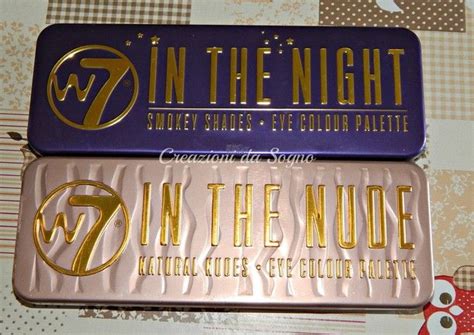 W7 IN THE NIGHT
SMOKEY SHADES • EYE COLOUR PALETTE
Creazioni da Sogno
W7 IN THE NUDE
NATURAL NUDES • EYE COLOUR PALETTE